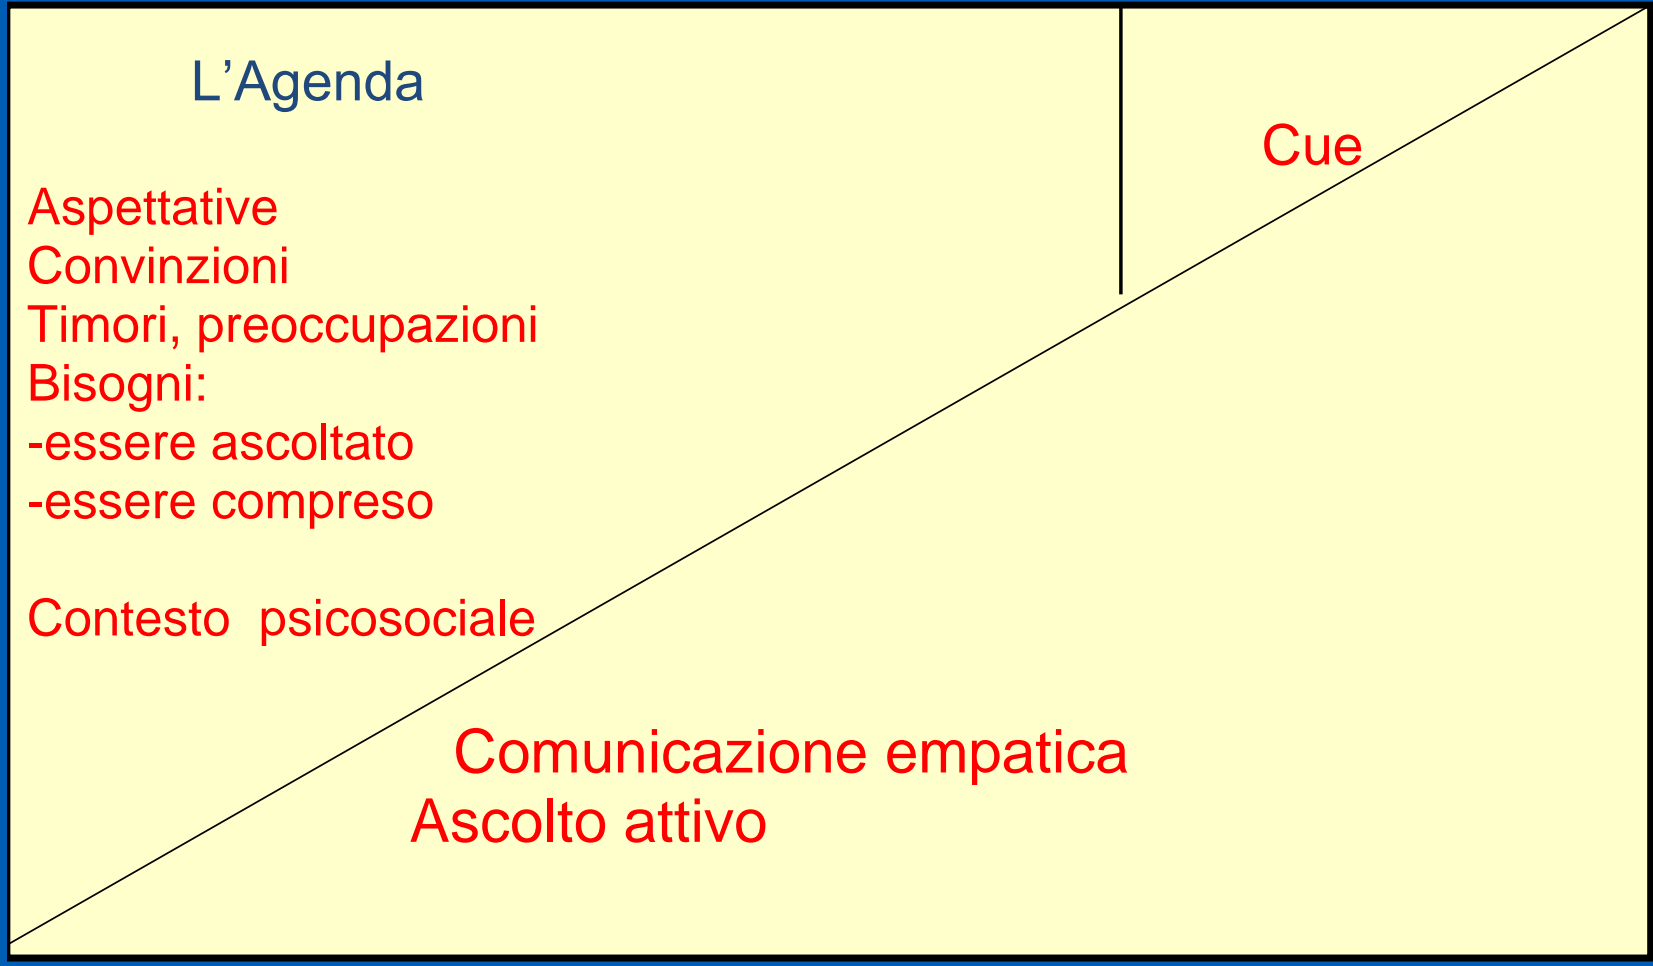 L’Agenda
Cue
Aspettative
Convinzioni
Timori, preoccupazioni
Bisogni:
-essere ascoltato
-essere compreso
Contesto  psicosociale
Comunicazione empatica
Ascolto attivo